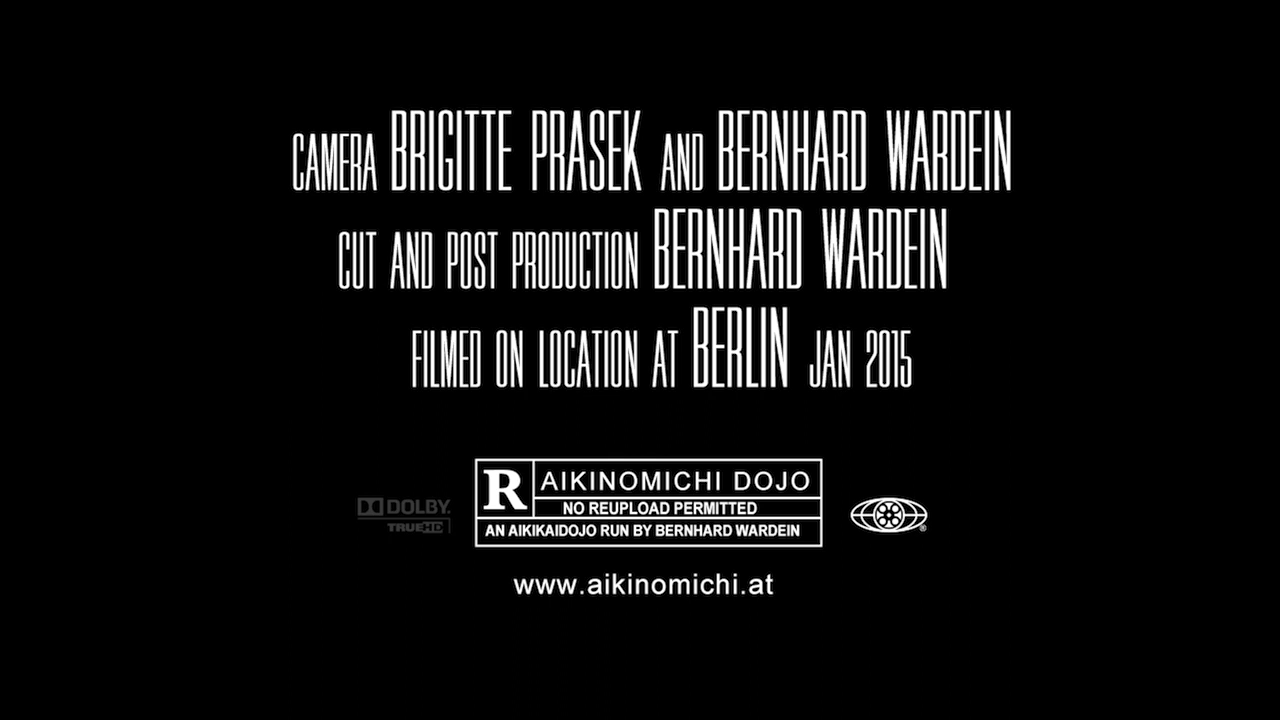 CAMERA BRIGITTE PRASEK AND BERNHARD WARDEIN
CUT AND POST PRODUCTION BERNHARD WARDEIN
FILMED ON LOCATION AT BERLIN JAN 2015
R
AIKINOMICHI DOJO
NO REUPLOAD PERMITTED
AN AIKIKAIDOJO RUN BY BERNHARD WARDEIN
DOLBY
TRUEHD
®
www.aikinomichi.at